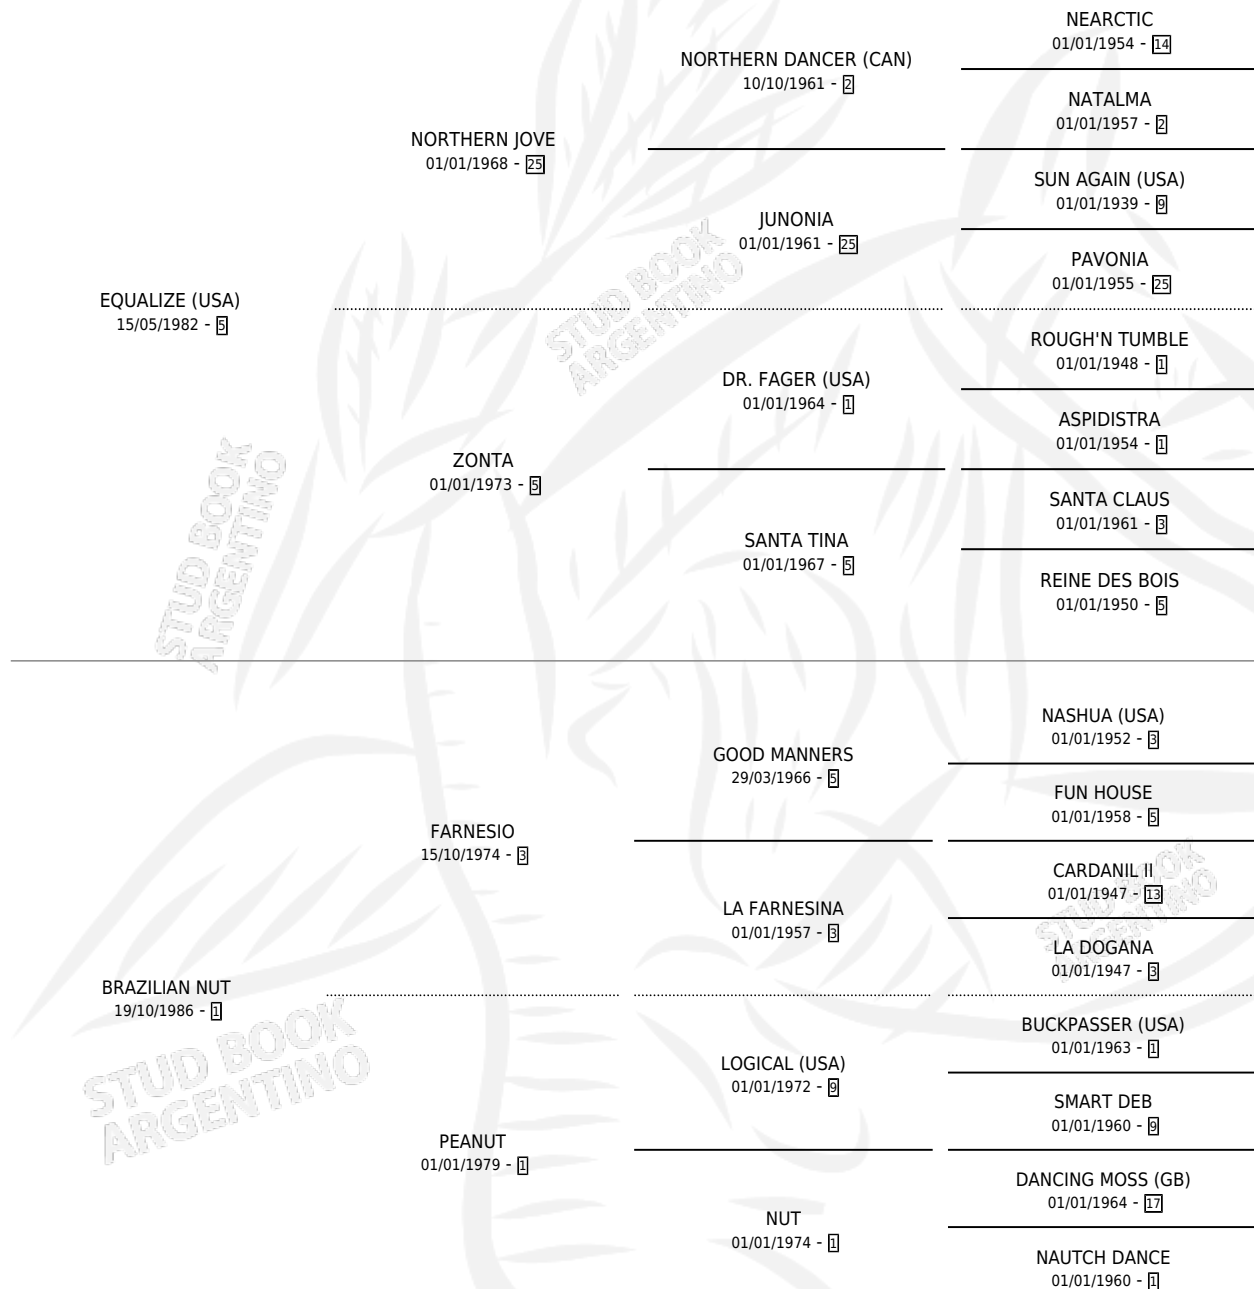 NEARCTIC
01/01/1954 - 14
NORTHERN DANCER (CAN)
10/10/1961 - 2
NATALMA
01/01/1957 - 2
NORTHERN JOVE
01/01/1968 - 25
SUN AGAIN (USA)
01/01/1939 - 9
JUNONIA
01/01/1961 - 25
PAVONIA
01/01/1955 - 25
EQUALIZE (USA)
15/05/1982 - 5
STUD BOOK
ARGENTINO
ROUGH'N TUMBLE
01/01/1948 - 1
DR. FAGER (USA)
01/01/1964 - 1
ASPIDISTRA
01/01/1954 - 1
ZONTA
01/01/1973 - 5
SANTA CLAUS
01/01/1961 - 3
SANTA TINA
01/01/1967 - 5
REINE DES BOIS
01/01/1950 - 5
STUD BOOK
ARGENTINO
NASHUA (USA)
01/01/1952 - 3
GOOD MANNERS
29/03/1966 - 5
FUN HOUSE
01/01/1958 - 5
FARNESIO
15/10/1974 - 3
CARDANIL II
01/01/1947 - 13
LA FARNESINA
01/01/1957 - 3
STUD BOOK
ARGENTINO
LA DOGANA
01/01/1947 - 3
BRAZILIAN NUT
19/10/1986 - 1
BUCKPASSER (USA)
01/01/1963 - 1
LOGICAL (USA)
01/01/1972 - 9
SMART DEB
01/01/1960 - 9
STUD BOOK
ARGENTINO
PEANUT
01/01/1979 - 1
DANCING MOSS (GB)
01/01/1964 - 17
NUT
01/01/1974 - 1
NAUTCH DANCE
01/01/1960 - 1